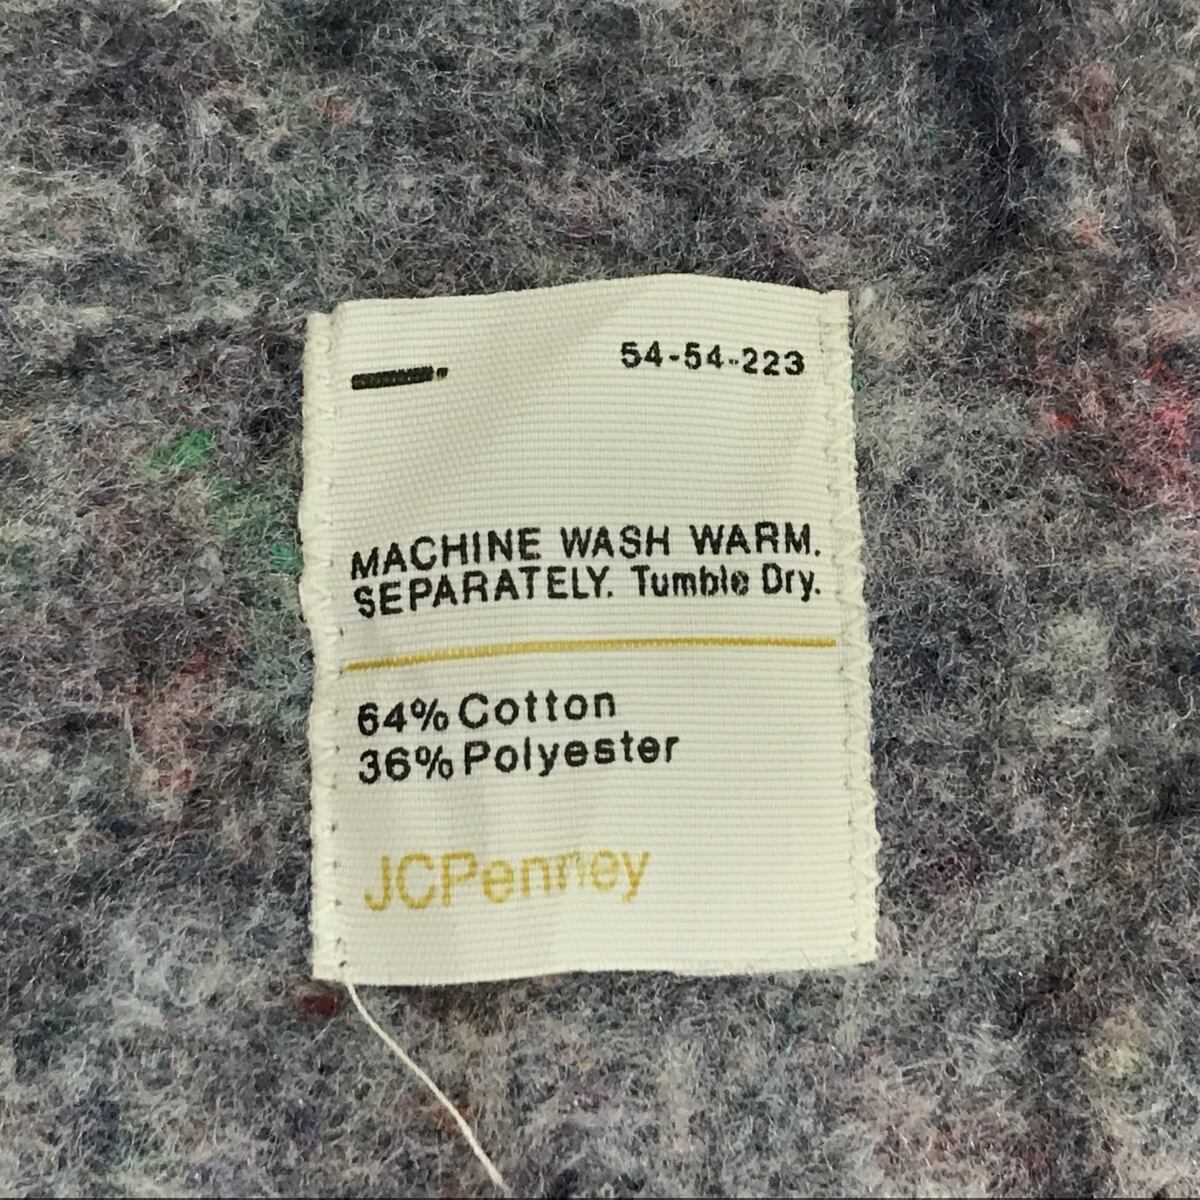 54-54-223
MACHINE WASH WARM.
SEPARATELY. Tumble Dry.
64% Cotton
36% Polyester
JCPenney